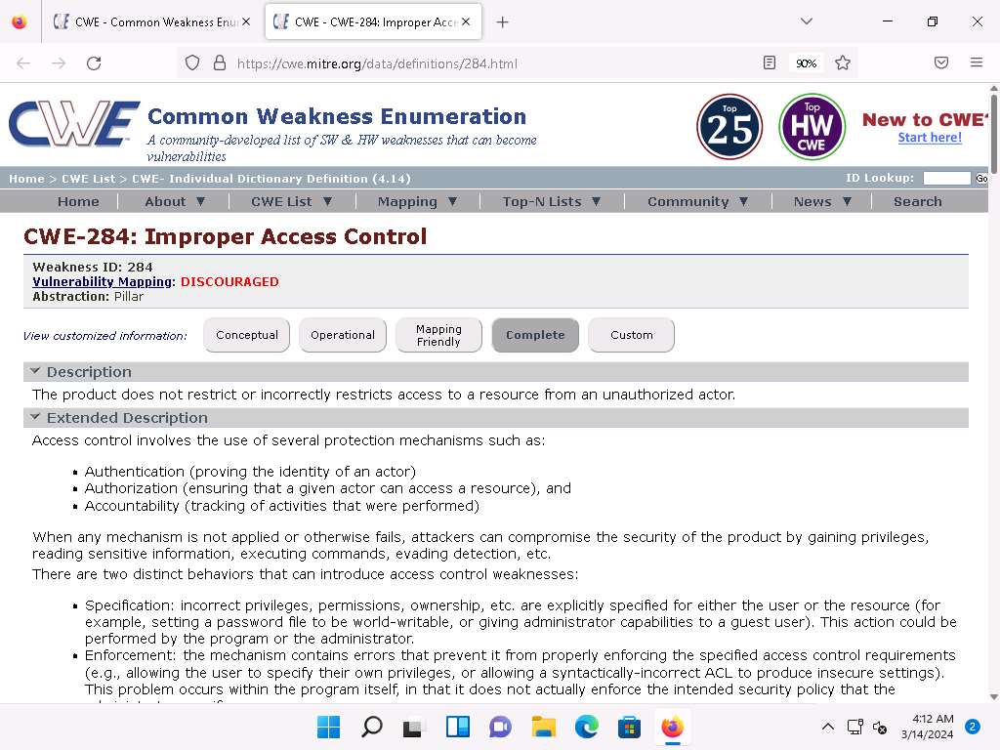 CWE - Common Weakness Enu
CWE - CWE-284: Improper Acce
https://cwe.mitre.org/data/definitions/284.html
90%
CWE
Common Weakness Enumeration
A community-developed list of SW & HW weaknesses that can become
vulnerabilities
Top
25
Top
HW
CWE
New to CWE?
Start here!
Home > CWE List > CWE- Individual Dictionary Definition (4.14)
ID Lookup:
Go
Home
About ▼
CWE List ▼
Mapping ▼
Top-N Lists ▼
Community ▼
News ▼
Search
CWE-284: Improper Access Control
Weakness ID: 284
Vulnerability Mapping: DISCOURAGED
Abstraction: Pillar
View customized information:
Conceptual
Operational
Mapping
Friendly
Complete
Custom
Description
The product does not restrict or incorrectly restricts access to a resource from an unauthorized actor.
Extended Description
Access control involves the use of several protection mechanisms such as:
• Authentication (proving the identity of an actor)
• Authorization (ensuring that a given actor can access a resource), and
• Accountability (tracking of activities that were performed)
When any mechanism is not applied or otherwise fails, attackers can compromise the security of the product by gaining privileges,
reading sensitive information, executing commands, evading detection, etc.
There are two distinct behaviors that can introduce access control weaknesses:
• Specification: incorrect privileges, permissions, ownership, etc. are explicitly specified for either the user or the resource (for
example, setting a password file to be world-writable, or giving administrator capabilities to a guest user). This action could be
performed by the program or the administrator.
• Enforcement: the mechanism contains errors that prevent it from properly enforcing the specified access control requirements
(e.g., allowing the user to specify their own privileges, or allowing a syntactically-incorrect ACL to produce insecure settings).
This problem occurs within the program itself, in that it does not actually enforce the intended security policy that the
4:12 AM
3/14/2024
2